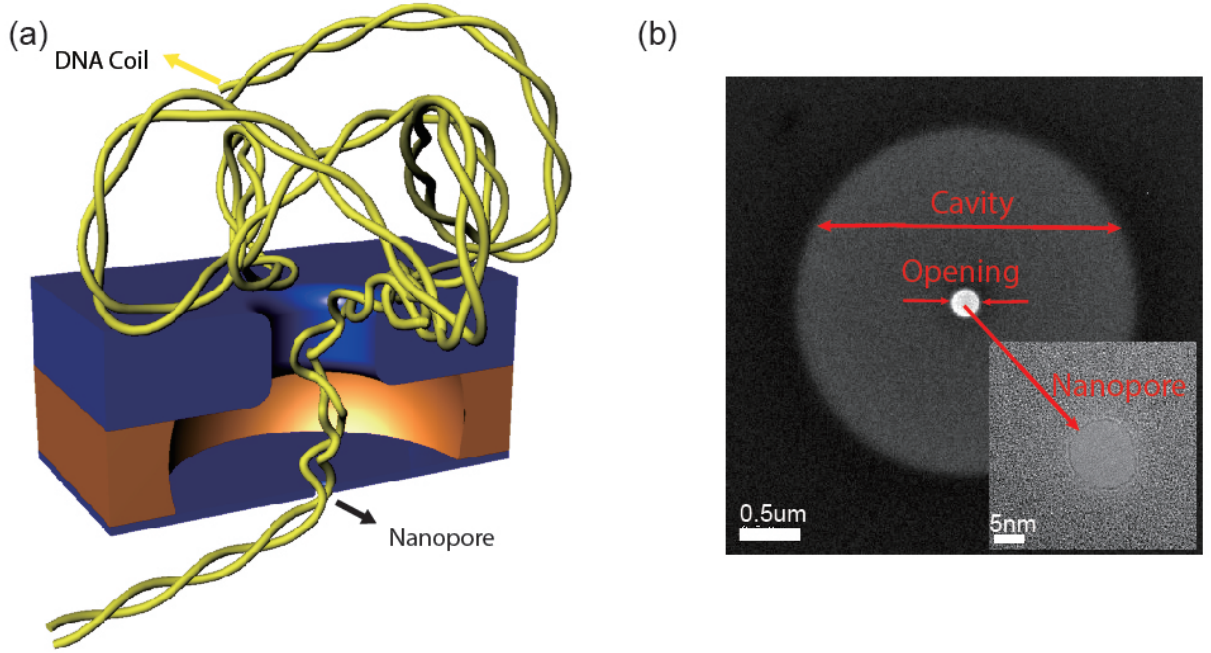 (a)
DNA Coil
Nanopore
(b)
Cavity
Opening
Nanopore
0.5um
5nm